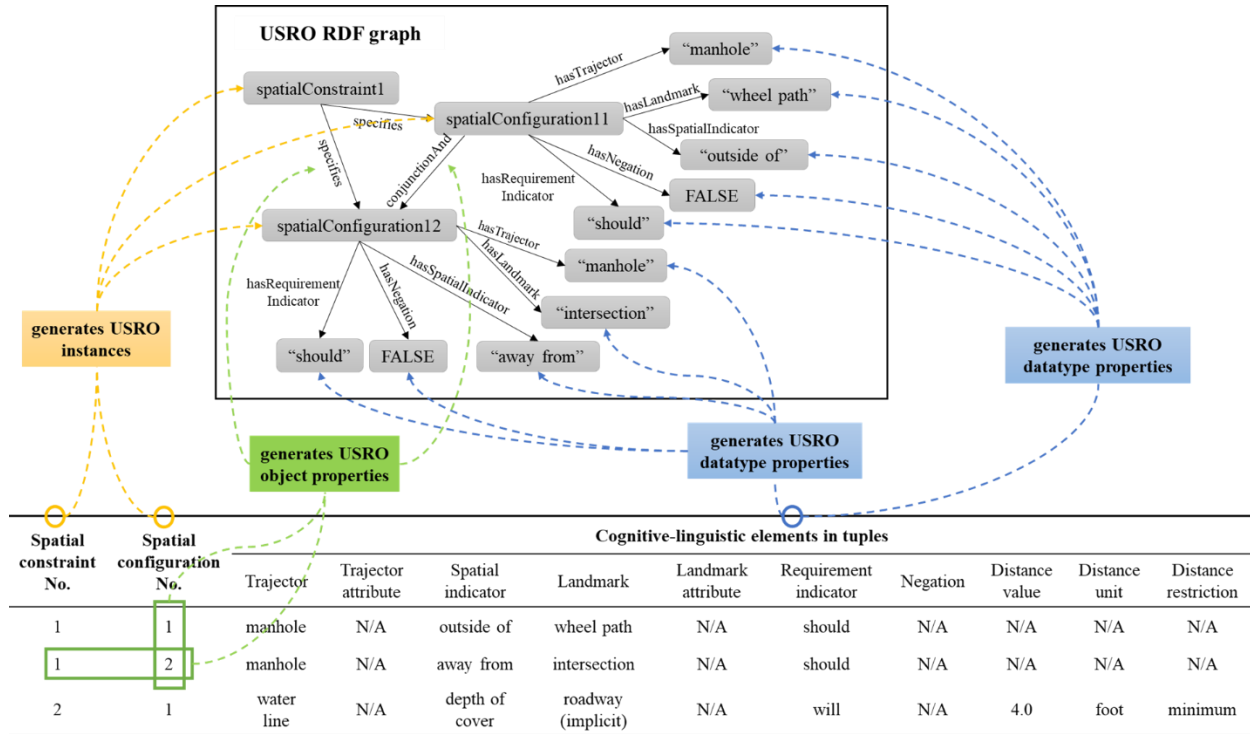 USRO RDF graph
"manhole"
hasTrajector
spatialConstraint1
hasLandmark
"wheel path"
specifies
spatialConfiguration11
hasSpatialIndicator
"outside of"
specifies
conjunctionAnd
hasNegation
hasRequirement
Indicator
FALSE
"should"
spatialConfiguration12
hasTrajector
"manhole"
hasLandmark
hasSpatialIndicator
hasRequirement
Indicator
hasNegation
"intersection"
"should"
FALSE
"away from"
generates USRO
instances
generates USRO
datatype properties
generates USRO
object properties
generates USRO
datatype properties
Spatial
constraint
No.
Spatial
configuration
No.
Cognitive-linguistic elements in tuples
Trajector
Trajector
attribute
Spatial
indicator
Landmark
Landmark
attribute
Requirement
indicator
Negation
Distance
value
Distance
unit
Distance
restriction
1 1 manhole N/A outside of wheel path N/A should N/A N/A N/A N/A
1 2 manhole N/A away from intersection N/A should N/A N/A N/A N/A
2 1 water line N/A depth of cover roadway (implicit) N/A will N/A 4.0 foot minimum